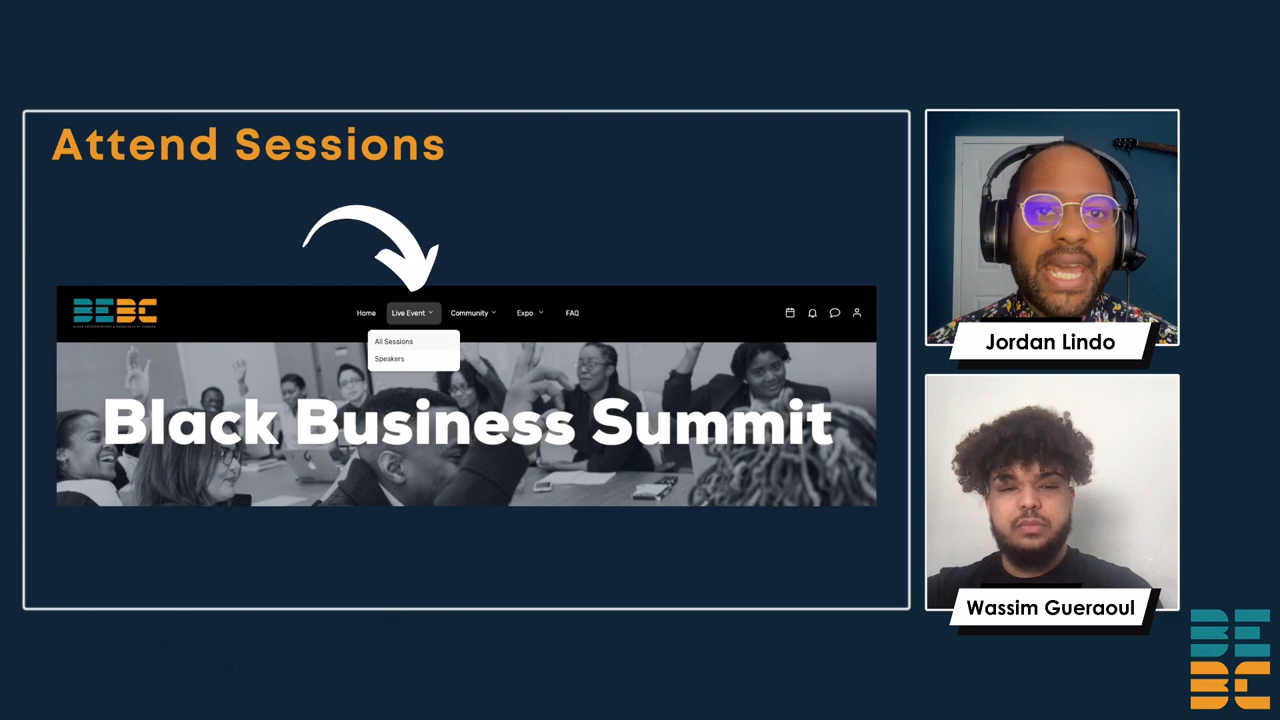 Attend Sessions
BEBC
Home Live Event Community Expo FAQ
All Sessions
Speakers
Black Business Summit
Jordan Lindo
Wassim Gueraoul
BE
BC